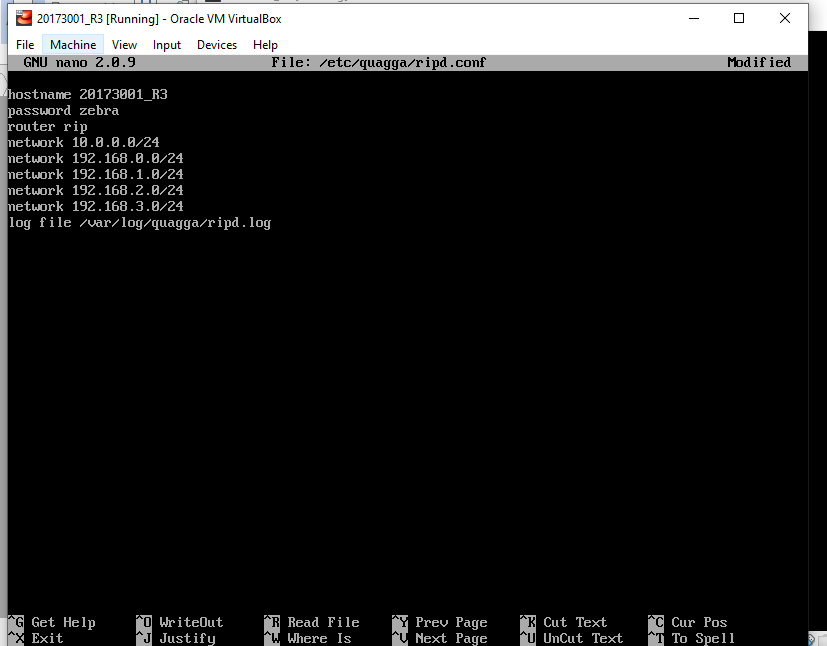 20173001_R3 [Running] - Oracle VM VirtualBox
File Machine View Input Devices Help
GNU nano 2.0.9 File: /etc/quagga/ripd.conf Modified
hostname 20173001_R3
password zebra
router rip
network 10.0.0.0/24
network 192.168.0.0/24
network 192.168.1.0/24
network 192.168.2.0/24
network 192.168.3.0/24
log file /var/log/quagga/ripd.log
^G Get Help ^O WriteOut ^R Read File ^Y Prev Page ^K Cut Text ^C Cur Pos
^X Exit ^J Justify ^W Where Is ^V Next Page ^U UnCut Text ^T To Spell